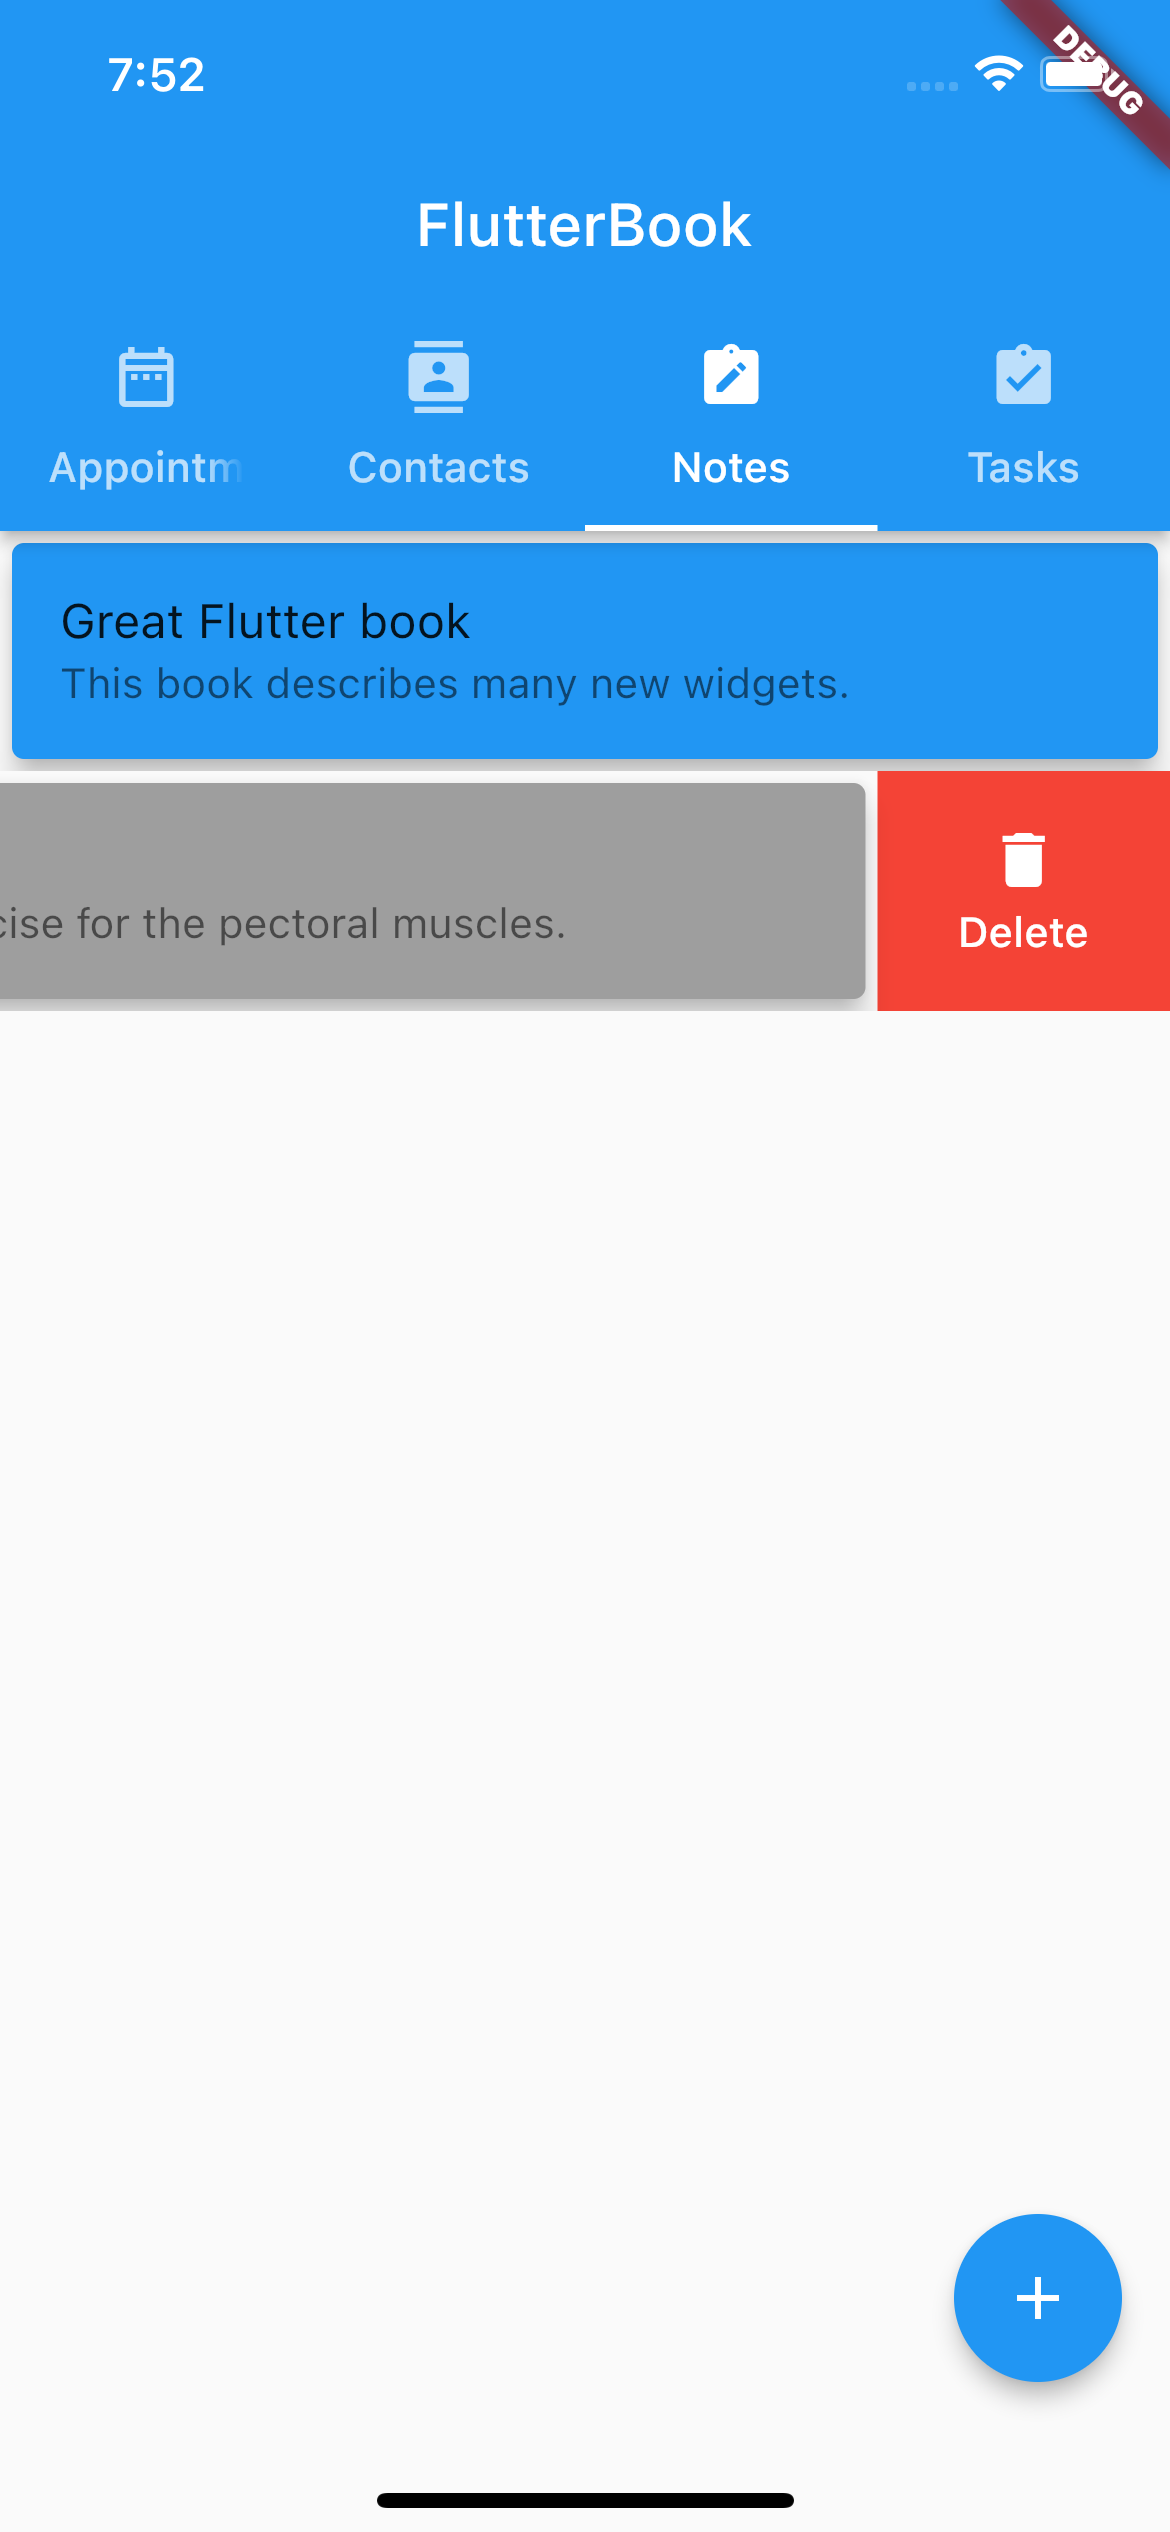 7:52
DEBUG
FlutterBook
Appointm
Contacts
Notes
Tasks
Great Flutter book
This book describes many new widgets.
cise for the pectoral muscles.
Delete